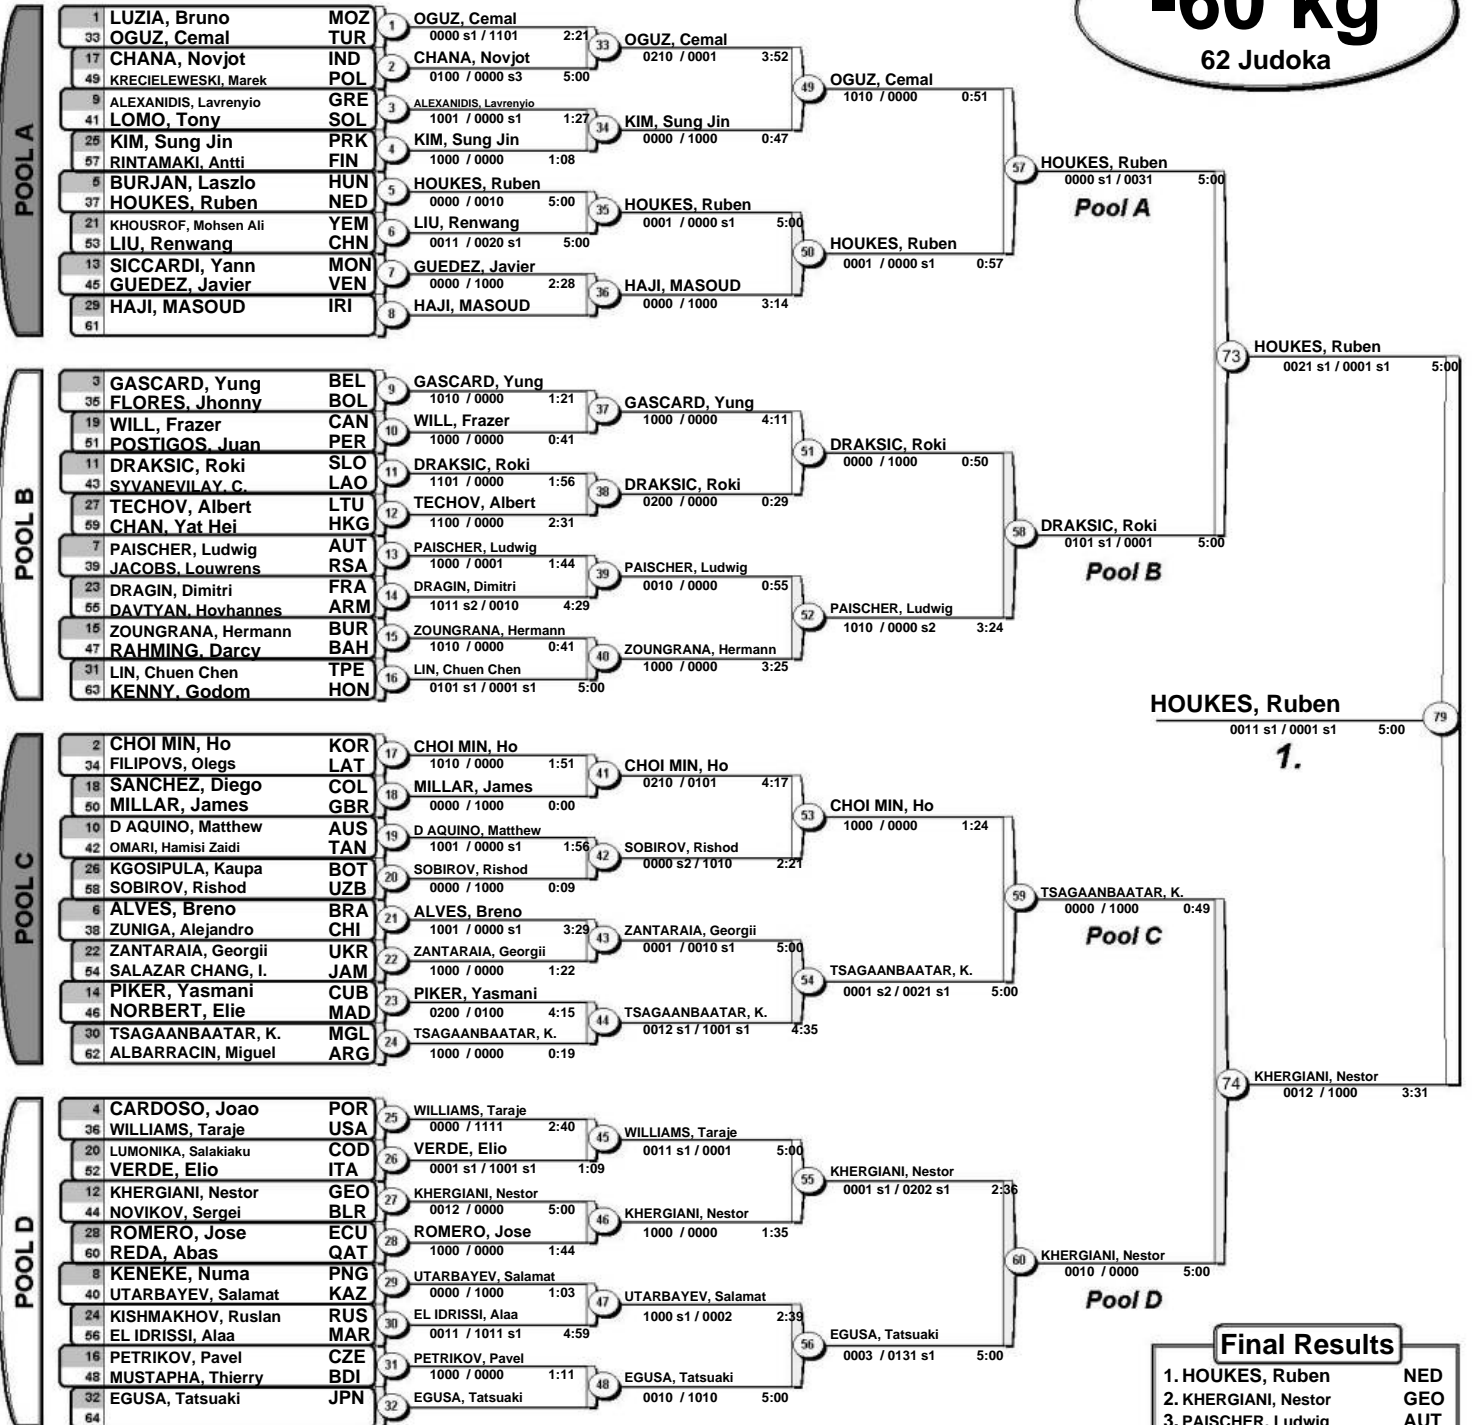 -60 kg
62 Judoka
POOL A
1 LUZIA, Bruno MOZ
33 OGUZ, Cemal TUR
17 CHANA, Novjot IND
49 KRECIELEWESKI, Marek POL
9 ALEXANIDIS, Lavrenyio GRE
41 LOMO, Tony SOL
25 KIM, Sung Jin PRK
57 RINTAMAKI, Antti FIN
5 BURJAN, Laszlo HUN
37 HOUKES, Ruben NED
21 KHOUSROF, Mohsen Ali YEM
53 LIU, Renwang CHN
13 SICCARDI, Yann MON
45 GUEDEZ, Javier VEN
29 HAJI, MASOUD IRI
61
1 OGUZ, Cemal
0000 s1 / 1101 2:21
2 CHANA, Novjot
0100 / 0000 s3 5:00
3 ALEXANIDIS, Lavrenyio
1001 / 0000 s1 1:27
4 KIM, Sung Jin
1000 / 0000 1:08
5 HOUKES, Ruben
0000 / 0010 5:00
6 LIU, Renwang
0011 / 0020 s1 5:00
7 GUEDEZ, Javier
0000 / 1000 2:28
8 HAJI, MASOUD
33 OGUZ, Cemal
0210 / 0001 3:52
34 KIM, Sung Jin
0000 / 1000 0:47
35 HOUKES, Ruben
0001 / 0000 s1 5:00
36 HAJI, MASOUD
0000 / 1000 3:14
49 OGUZ, Cemal
1010 / 0000 0:51
50 HOUKES, Ruben
0001 / 0000 s1 0:57
57 HOUKES, Ruben
0000 s1 / 0031 5:00
Pool A
POOL B
3 GASCARD, Yung BEL
35 FLORES, Jhonny BOL
19 WILL, Frazer CAN
51 POSTIGOS, Juan PER
11 DRAKSIC, Roki SLO
43 SYVANEVILAY, C. LAO
27 TECHOV, Albert LTU
59 CHAN, Yat Hei HKG
7 PAISCHER, Ludwig AUT
39 JACOBS, Louwrens RSA
23 DRAGIN, Dimitri FRA
55 DAVTYAN, Hovhannes ARM
15 ZOUNGRANA, Hermann BUR
47 RAHMING, Darcy BAH
31 LIN, Chuen Chen TPE
63 KENNY, Godom HON
9 GASCARD, Yung
1010 / 0000 1:21
10 WILL, Frazer
1000 / 0000 0:41
11 DRAKSIC, Roki
1101 / 0000 1:56
12 TECHOV, Albert
1100 / 0000 2:31
13 PAISCHER, Ludwig
1000 / 0001 1:44
14 DRAGIN, Dimitri
1011 s2 / 0010 4:29
15 ZOUNGRANA, Hermann
1010 / 0000 0:41
16 LIN, Chuen Chen
0101 s1 / 0001 s1 5:00
37 GASCARD, Yung
1000 / 0000 4:11
38 DRAKSIC, Roki
0200 / 0000 0:29
39 PAISCHER, Ludwig
0010 / 0000 0:55
40 ZOUNGRANA, Hermann
1000 / 0000 3:25
51 DRAKSIC, Roki
0000 / 1000 0:50
52 PAISCHER, Ludwig
1010 / 0000 s2 3:24
58 DRAKSIC, Roki
0101 s1 / 0001 5:00
Pool B
73 HOUKES, Ruben
0021 s1 / 0001 s1 5:00
HOUKES, Ruben 79
0011 s1 / 0001 s1 5:00
1.
POOL C
2 CHOI MIN, Ho KOR
34 FILIPOVS, Olegs LAT
18 SANCHEZ, Diego COL
50 MILLAR, James GBR
10 D AQUINO, Matthew AUS
42 OMARI, Hamisi Zaidi TAN
26 KGOSIPULA, Kaupa BOT
58 SOBIROV, Rishod UZB
6 ALVES, Breno BRA
38 ZUNIGA, Alejandro CHI
22 ZANTARAIA, Georgii UKR
54 SALAZAR CHANG, I. JAM
14 PIKER, Yasmani CUB
46 NORBERT, Elie MAD
30 TSAGAANBAATAR, K. MGL
62 ALBARRACIN, Miguel ARG
17 CHOI MIN, Ho
1010 / 0000 1:51
18 MILLAR, James
0000 / 1000 0:00
19 D AQUINO, Matthew
1001 / 0000 s1 1:56
20 SOBIROV, Rishod
0000 / 1000 0:09
21 ALVES, Breno
1001 / 0000 s1 3:29
22 ZANTARAIA, Georgii
1000 / 0000 1:22
23 PIKER, Yasmani
0200 / 0100 4:15
24 TSAGAANBAATAR, K.
1000 / 0000 0:19
41 CHOI MIN, Ho
0210 / 0101 4:17
42 SOBIROV, Rishod
0000 s2 / 1010 2:21
43 ZANTARAIA, Georgii
0001 / 0010 s1 5:00
44 TSAGAANBAATAR, K.
0012 s1 / 1001 s1 4:35
53 CHOI MIN, Ho
1000 / 0000 1:24
54 TSAGAANBAATAR, K.
0001 s2 / 0021 s1 5:00
59 TSAGAANBAATAR, K.
0000 / 1000 0:49
Pool C
74 KHERGIANI, Nestor
0012 / 1000 3:31
POOL D
4 CARDOSO, Joao POR
36 WILLIAMS, Taraje USA
20 LUMONIKA, Salakiaku COD
52 VERDE, Elio ITA
12 KHERGIANI, Nestor GEO
44 NOVIKOV, Sergei BLR
28 ROMERO, Jose ECU
60 REDA, Abas QAT
8 KENEKE, Numa PNG
40 UTARBAYEV, Salamat KAZ
24 KISHMAKHOV, Ruslan RUS
56 EL IDRISSI, Alaa MAR
16 PETRIKOV, Pavel CZE
48 MUSTAPHA, Thierry BDI
32 EGUSA, Tatsuaki JPN
64
25 WILLIAMS, Taraje
0000 / 1111 2:40
26 VERDE, Elio
0001 s1 / 1001 s1 1:09
27 KHERGIANI, Nestor
0012 / 0000 5:00
28 ROMERO, Jose
1000 / 0000 1:44
29 UTARBAYEV, Salamat
0000 / 1000 1:03
30 EL IDRISSI, Alaa
0011 / 1011 s1 4:59
31 PETRIKOV, Pavel
1000 / 0000 1:11
32 EGUSA, Tatsuaki
45 WILLIAMS, Taraje
0011 s1 / 0001 5:00
46 KHERGIANI, Nestor
1000 / 0000 1:35
47 UTARBAYEV, Salamat
1000 s1 / 0002 2:39
48 EGUSA, Tatsuaki
0010 / 1010 5:00
55 KHERGIANI, Nestor
0001 s1 / 0202 s1 2:36
56 EGUSA, Tatsuaki
0003 / 0131 s1 5:00
60 KHERGIANI, Nestor
0010 / 0000 5:00
Pool D
Final Results
1. HOUKES, Ruben NED
2. KHERGIANI, Nestor GEO
3. PAISCHER, Ludwig AUT